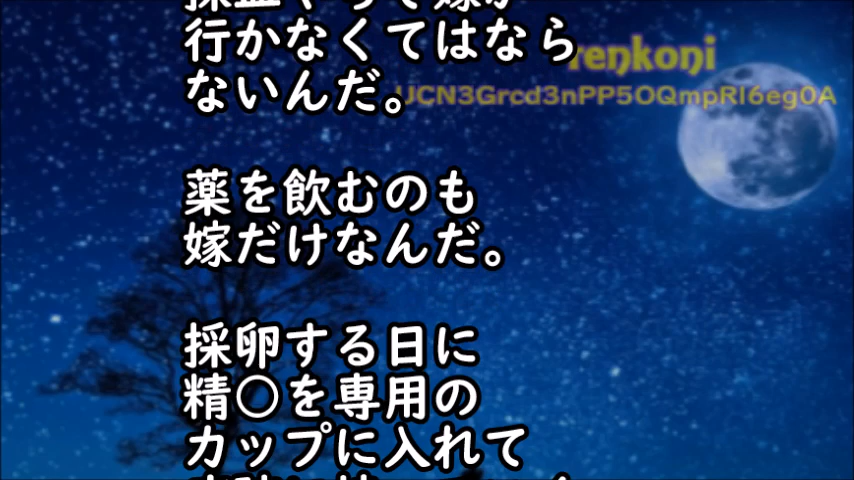 行かなくてはなら
ないんだ。
renkoni
UCN3Grcd3nPP5OQmpRl6eg0A
薬を飲むのも
嫁だけなんだ。
採卵する日に
精〇を専用の
カップに入れて